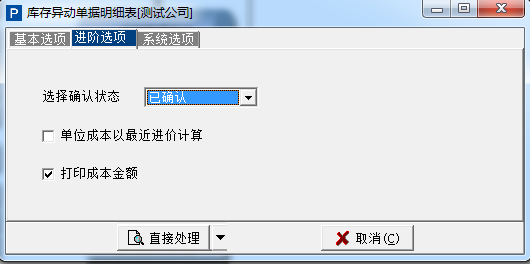 P 库存异动单据明细表[测试公司]
基本选项 进阶选项 系统选项
选择确认状态 已确认
单位成本以最近进价计算
打印成本金额
直接处理 取消(C)